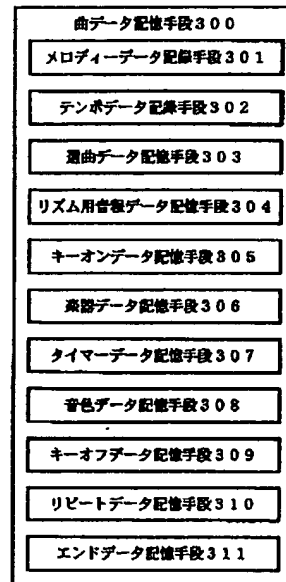 曲データ記憶手段300
メロディーデータ記録手段301
テンポデータ記録手段302
選曲データ記憶手段303
リズム用音程データ記憶手段304
キーオンデータ記憶手段305
楽器データ記憶手段306
タイマーデータ記憶手段307
音色データ記憶手段308
キーオフデータ記憶手段309
リピートデータ記憶手段310
エンドデータ記憶手段311